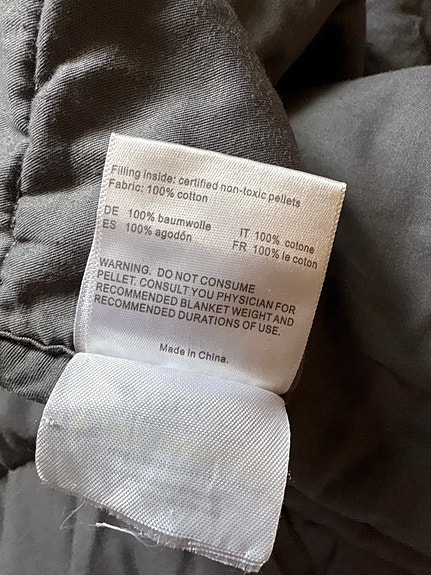 Filling inside: certified non-toxic pellets
Fabric: 100% cotton
DE 100% baumwolle
IT 100% cotone
ES 100% agodón
FR 100% le coton
WARNING. DO NOT CONSUME
PELLET. CONSULT YOU PHYSICIAN FOR
RECOMMENDED BLANKET WEIGHT AND
RECOMMENDED DURATIONS OF USE.
Made in China.